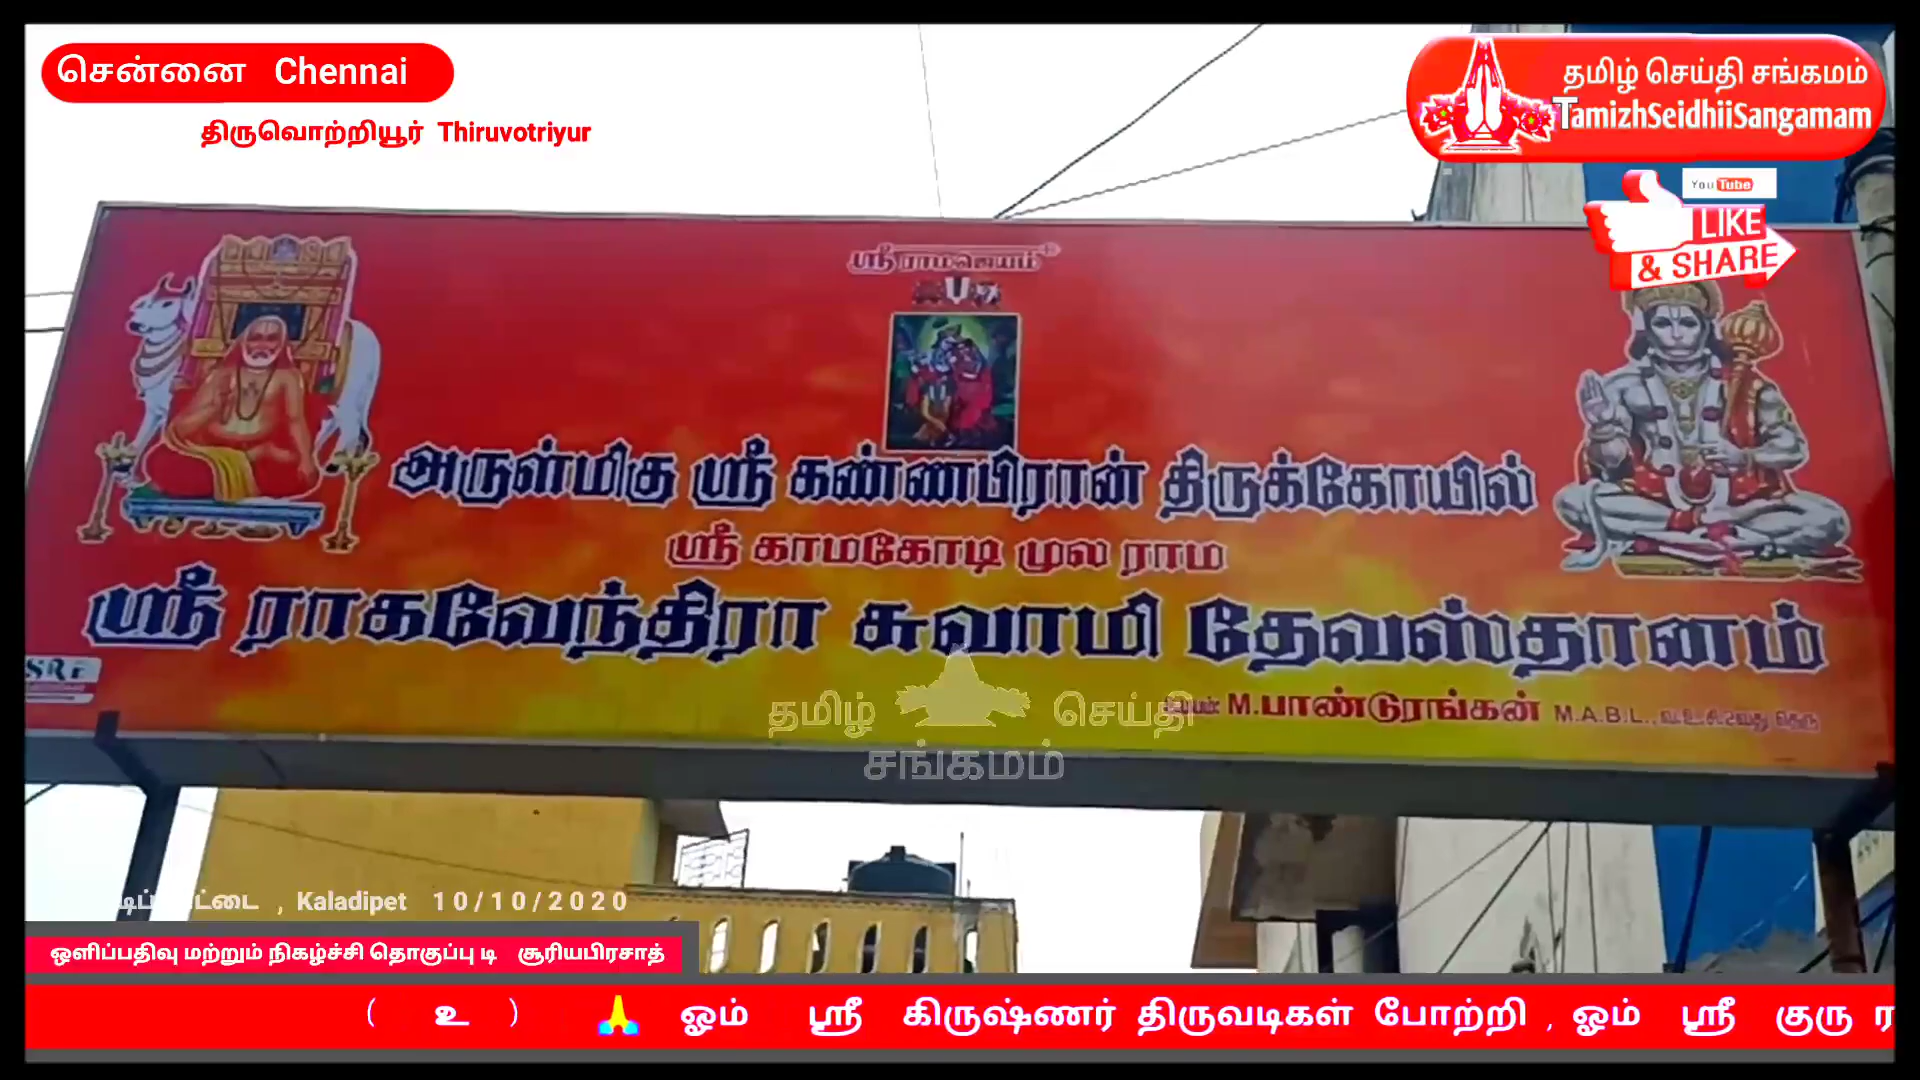 சென்னை Chennai
திருவொற்றியூர் Thiruvotriyur
தமிழ் செய்தி சங்கமம்
TamizhSeidhiiSangamam
YouTube
LIKE
& SHARE
ஸ்ரீ ராமஜெயம்
அருள்மிகு ஸ்ரீ கண்ணபிரான் திருக்கோயில்
ஸ்ரீ காமகோடி முல ராம
ஸ்ரீ ராகவேந்திரா சுவாமி தேவஸ்தானம்
SRE
M.பாண்டுரங்கன் M.A.B.L., வ.உ.சி.2வது தெரு
தமிழ் செய்தி
சங்கமம்
, Kaladipet 10/10/2020
ஒளிப்பதிவு மற்றும் நிகழ்ச்சி தொகுப்பு டி சூரியபிரசாத்
( உ ) 🙏 ஓம் ஸ்ரீ கிருஷ்ணர் திருவடிகள் போற்றி , ஓம் ஸ்ரீ குரு ர